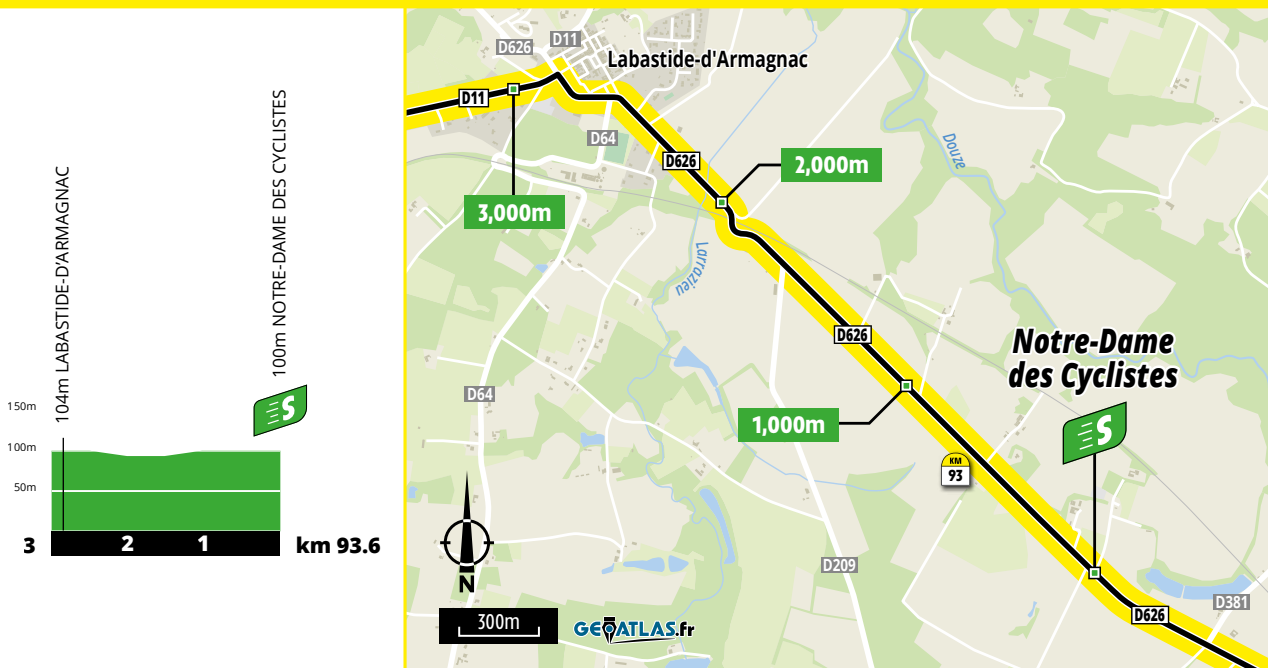 104m LABASTIDE-D'ARMAGNAC
100m NOTRE-DAME DES CYCLISTES
150m
100m
50m
S
3
2
1
km 93.6
D626
D11
Labastide-d'Armagnac
D11
D64
D626
2,000m
3,000m
Douze
Larrazieu
D626
Notre-Dame
des Cyclistes
D64
1,000m
S
KM
93
D209
N
D381
300m
GEOATLAS.fr
D626